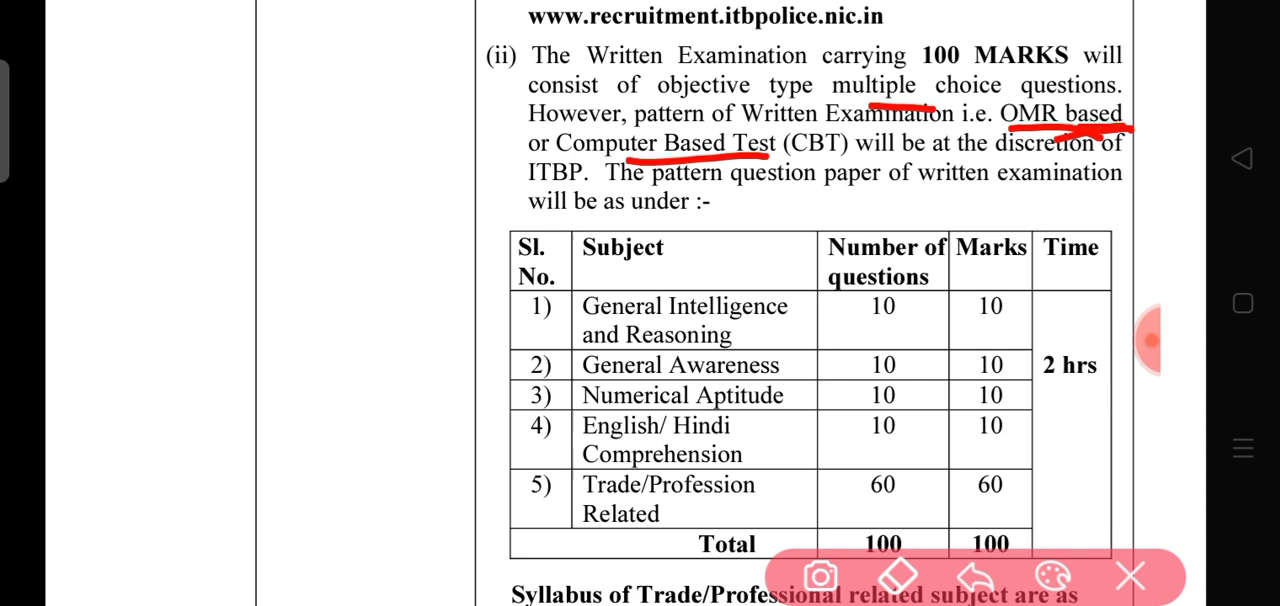 www.recruitment.itbpolice.nic.in
(ii) The Written Examination carrying 100 MARKS will
consist of objective type multiple choice questions.
However, pattern of Written Examination i.e. OMR based
or Computer Based Test (CBT) will be at the discretion of
ITBP. The pattern question paper of written examination
will be as under :-
Sl. Subject Number of Marks Time
No. questions
1) General Intelligence 10 10
and Reasoning
2) General Awareness 10 10 2 hrs
3) Numerical Aptitude 10 10
4) English/ Hindi 10 10
Comprehension
5) Trade/Profession 60 60
Related
Total 100 100
Syllabus of Trade/Professional related subject are as